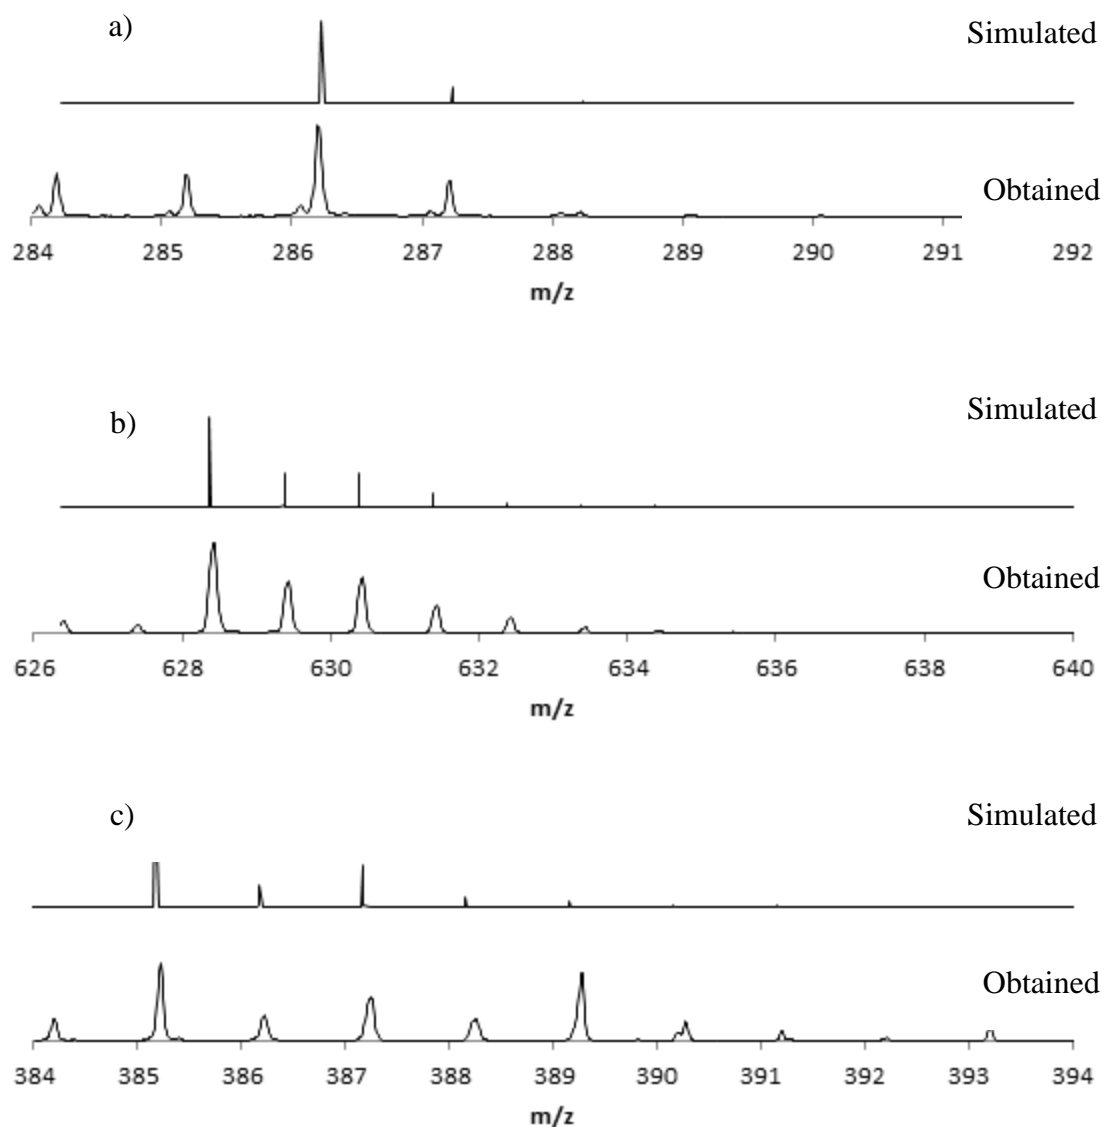 a)
Simulated
Obtained
284 285 286 287 288 289 290 291 292
m/z
b)
Simulated
Obtained
626 628 630 632 634 636 638 640
m/z
c)
Simulated
Obtained
384 385 386 387 388 389 390 391 392 393 394
m/z